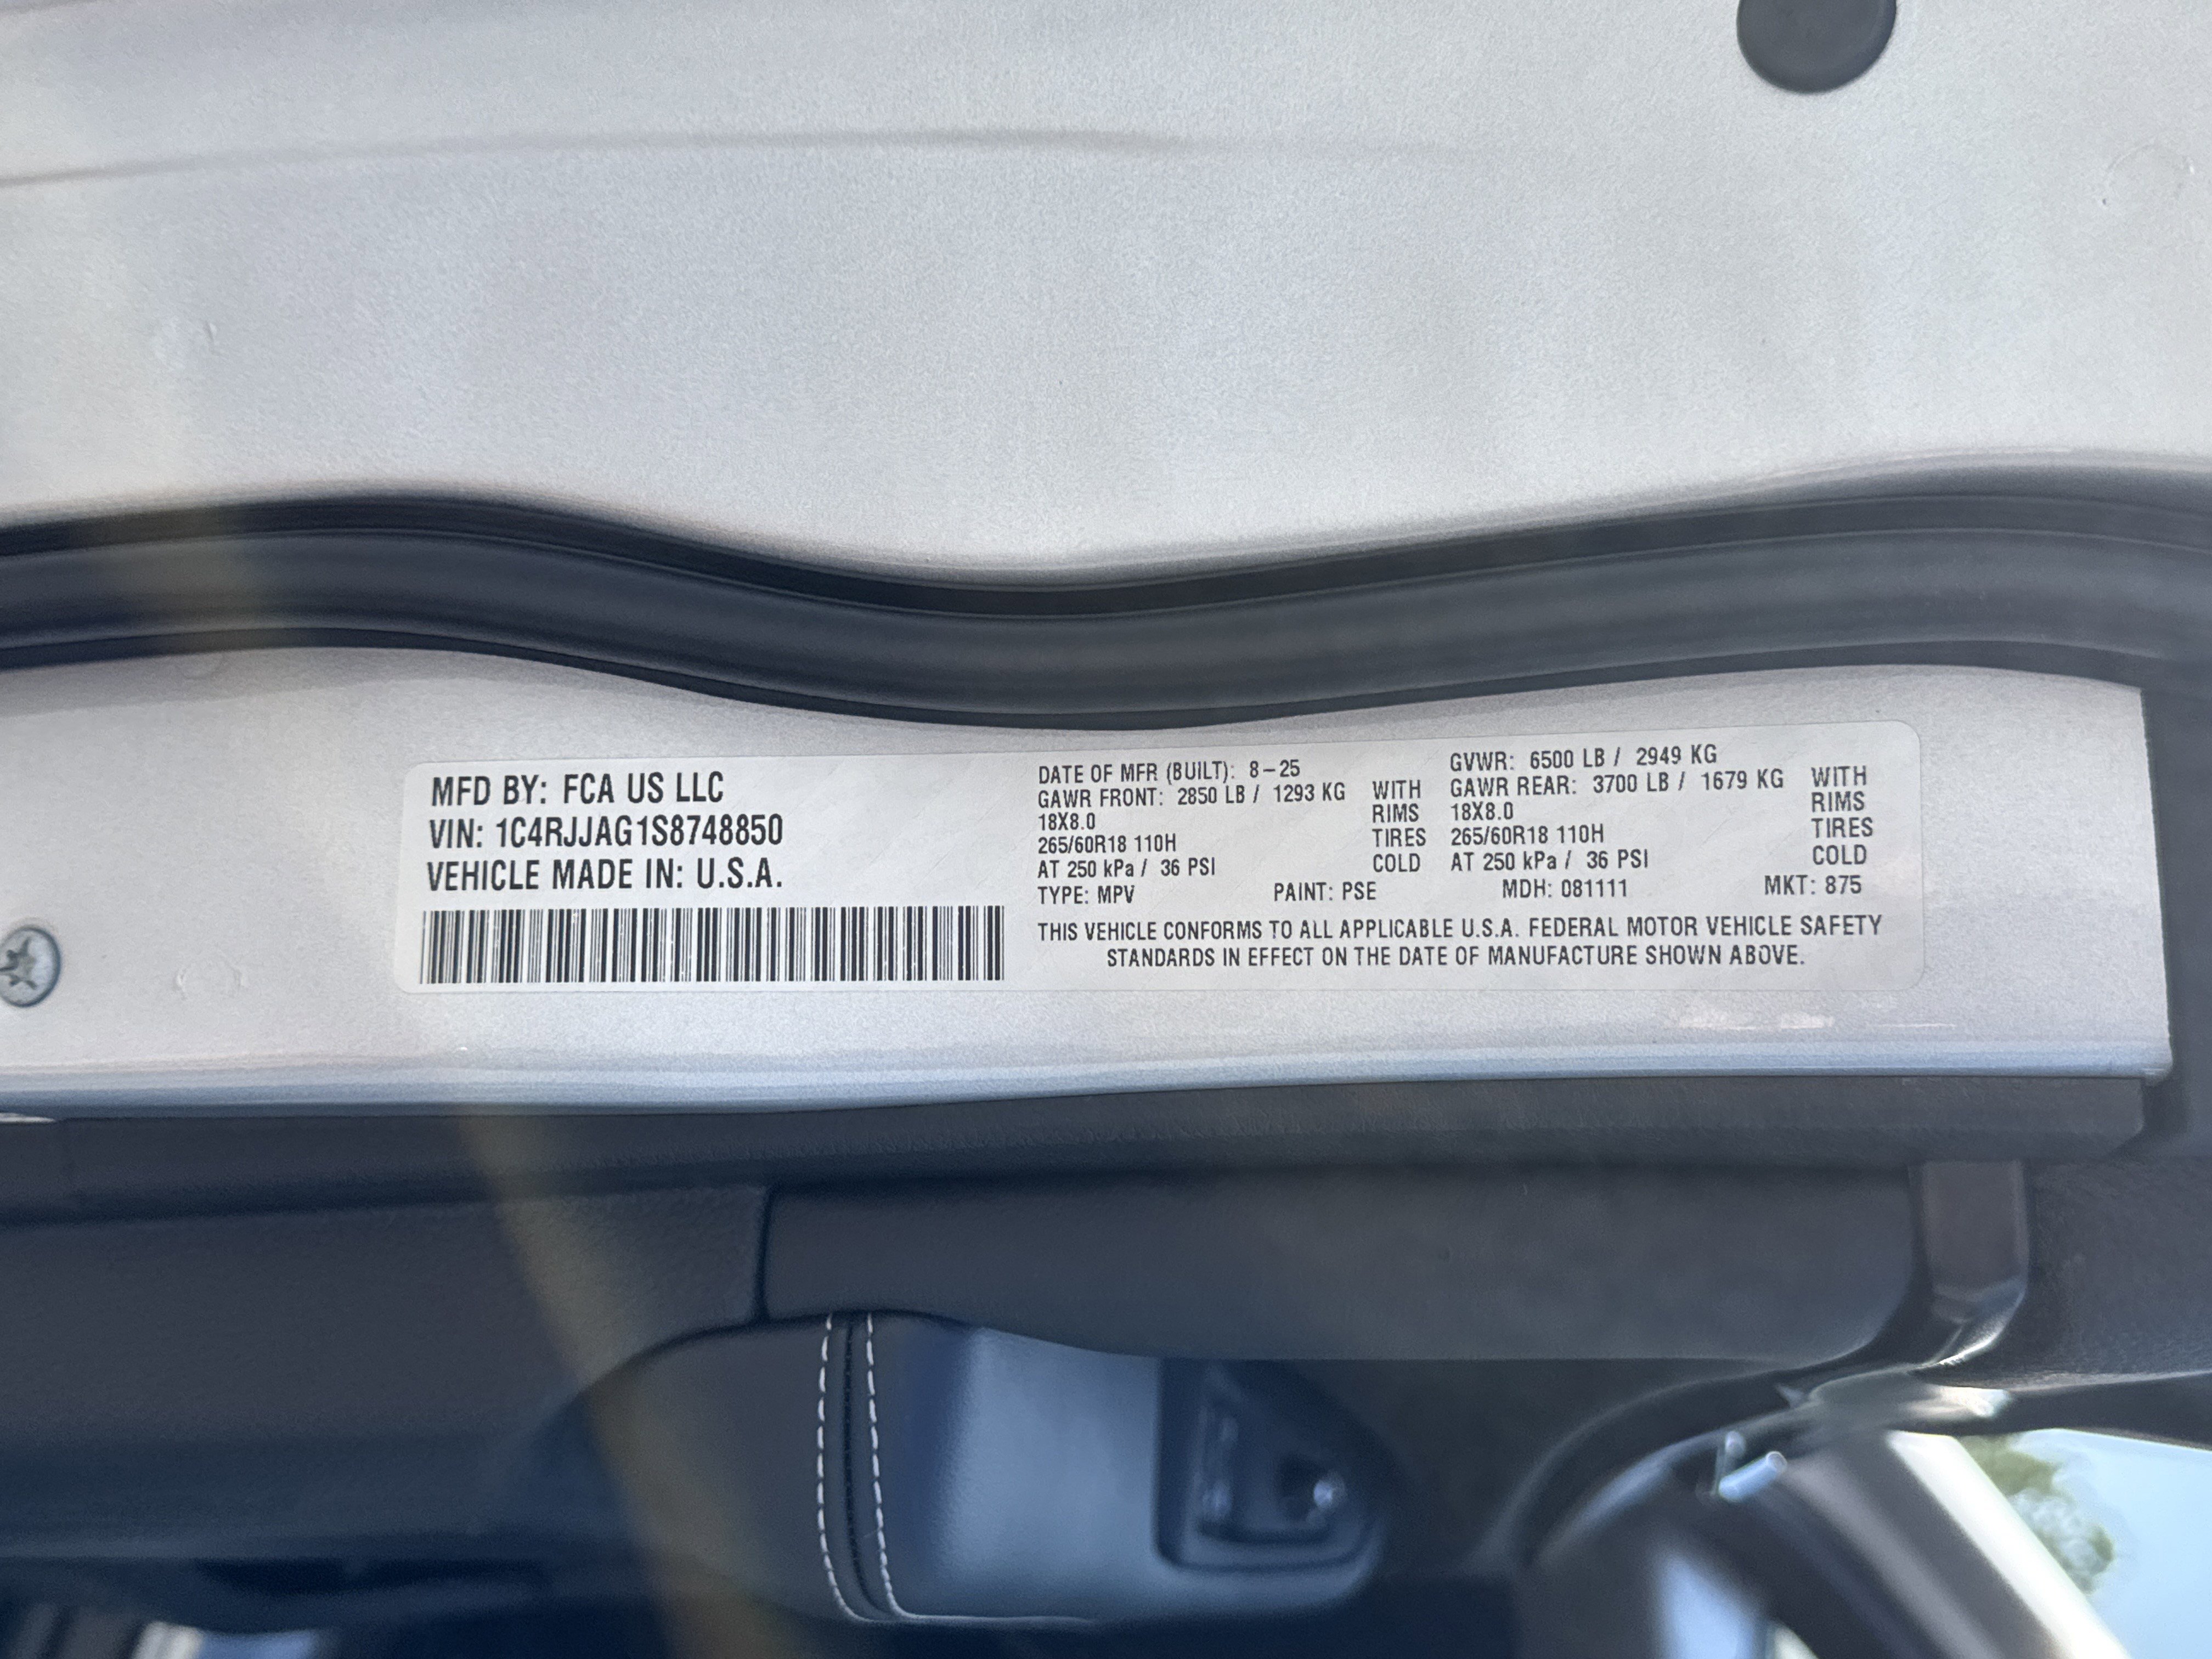 MFD BY: FCA US LLC
VIN: 1C4RJJAG1S8748850
VEHICLE MADE IN: U.S.A.
DATE OF MFR (BUILT): 8-25 GVWR: 6500 LB / 2949 KG
GAWR FRONT: 2850 LB / 1293 KG WITH GAWR REAR: 3700 LB / 1679 KG WITH
18X8.0 RIMS 18X8.0 RIMS
265/60R18 110H TIRES 265/60R18 110H TIRES
AT 250 kPa / 36 PSI COLD AT 250 kPa / 36 PSI COLD
TYPE: MPV PAINT: PSE MDH: 081111 MKT: 875
THIS VEHICLE CONFORMS TO ALL APPLICABLE U.S.A. FEDERAL MOTOR VEHICLE SAFETY
STANDARDS IN EFFECT ON THE DATE OF MANUFACTURE SHOWN ABOVE.